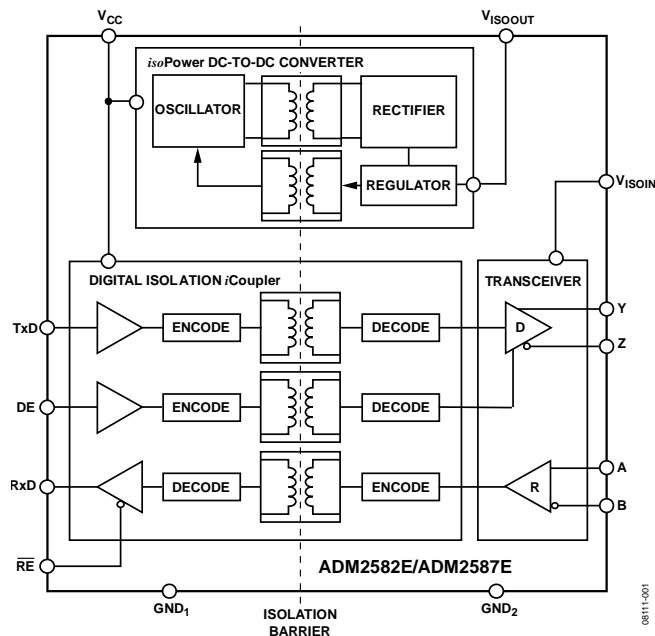 VCC
VISOOUT
isoPower DC-TO-DC CONVERTER
OSCILLATOR
RECTIFIER
REGULATOR
VISOIN
DIGITAL ISOLATION iCoupler
TRANSCEIVER
TxD
ENCODE
DECODE
D
Y
Z
DE
ENCODE
DECODE
RxD
DECODE
ENCODE
R
A
B
RE
ADM2582E/ADM2587E
GND1
ISOLATION
BARRIER
GND2
08111-001